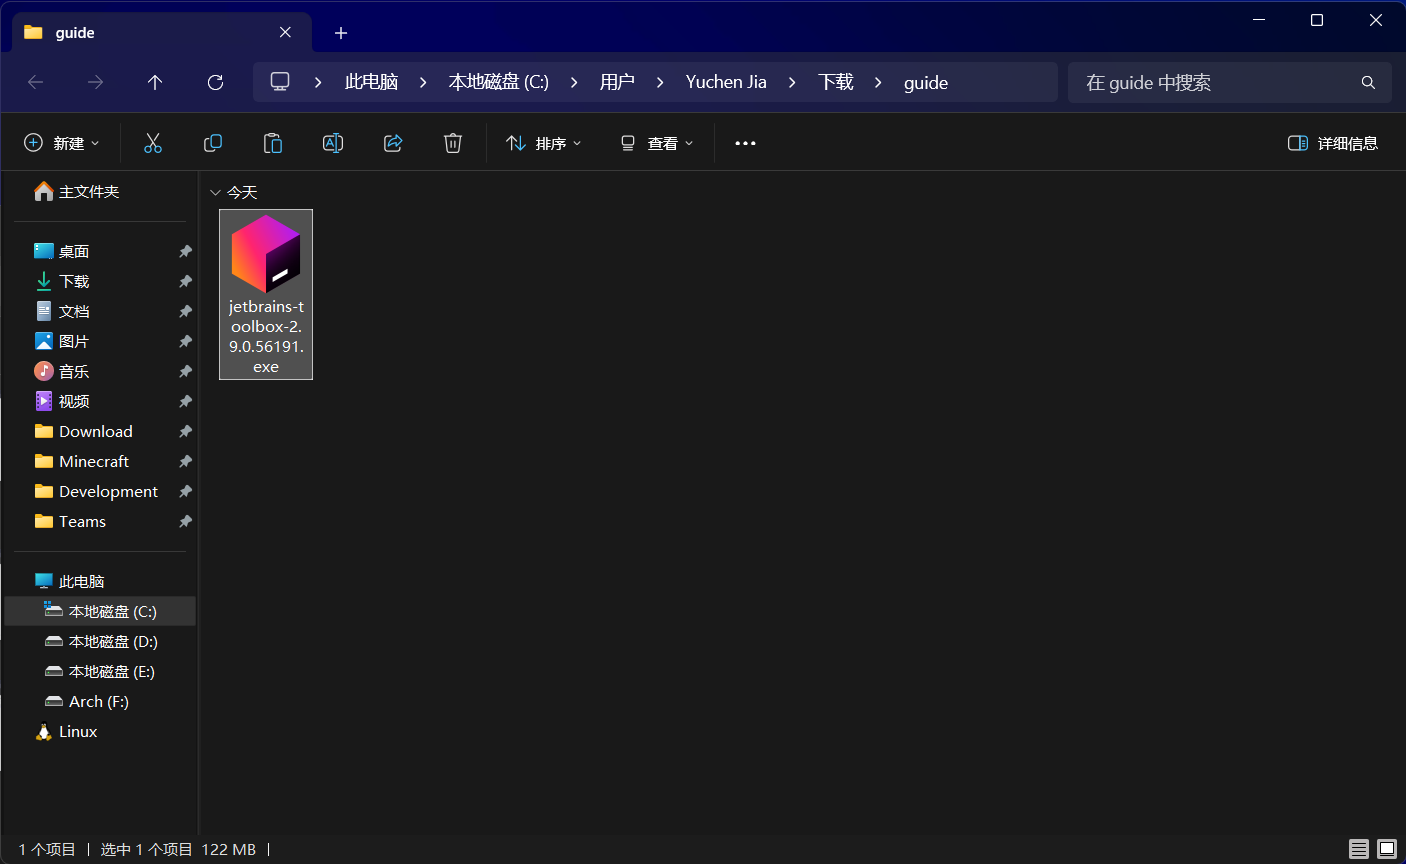 guide
此电脑 本地磁盘 (C:) 用户 Yuchen Jia 下载 guide
在 guide 中搜索
新建 排序 查看 详细信息
主文件夹
桌面
下载
文档
图片
音乐
视频
Download
Minecraft
Development
Teams
此电脑
本地磁盘 (C:)
本地磁盘 (D:)
本地磁盘 (E:)
Arch (F:)
Linux
今天
jetbrains-t
oolbox-2.
9.0.56191.
exe
1 个项目 选中 1 个项目 122 MB